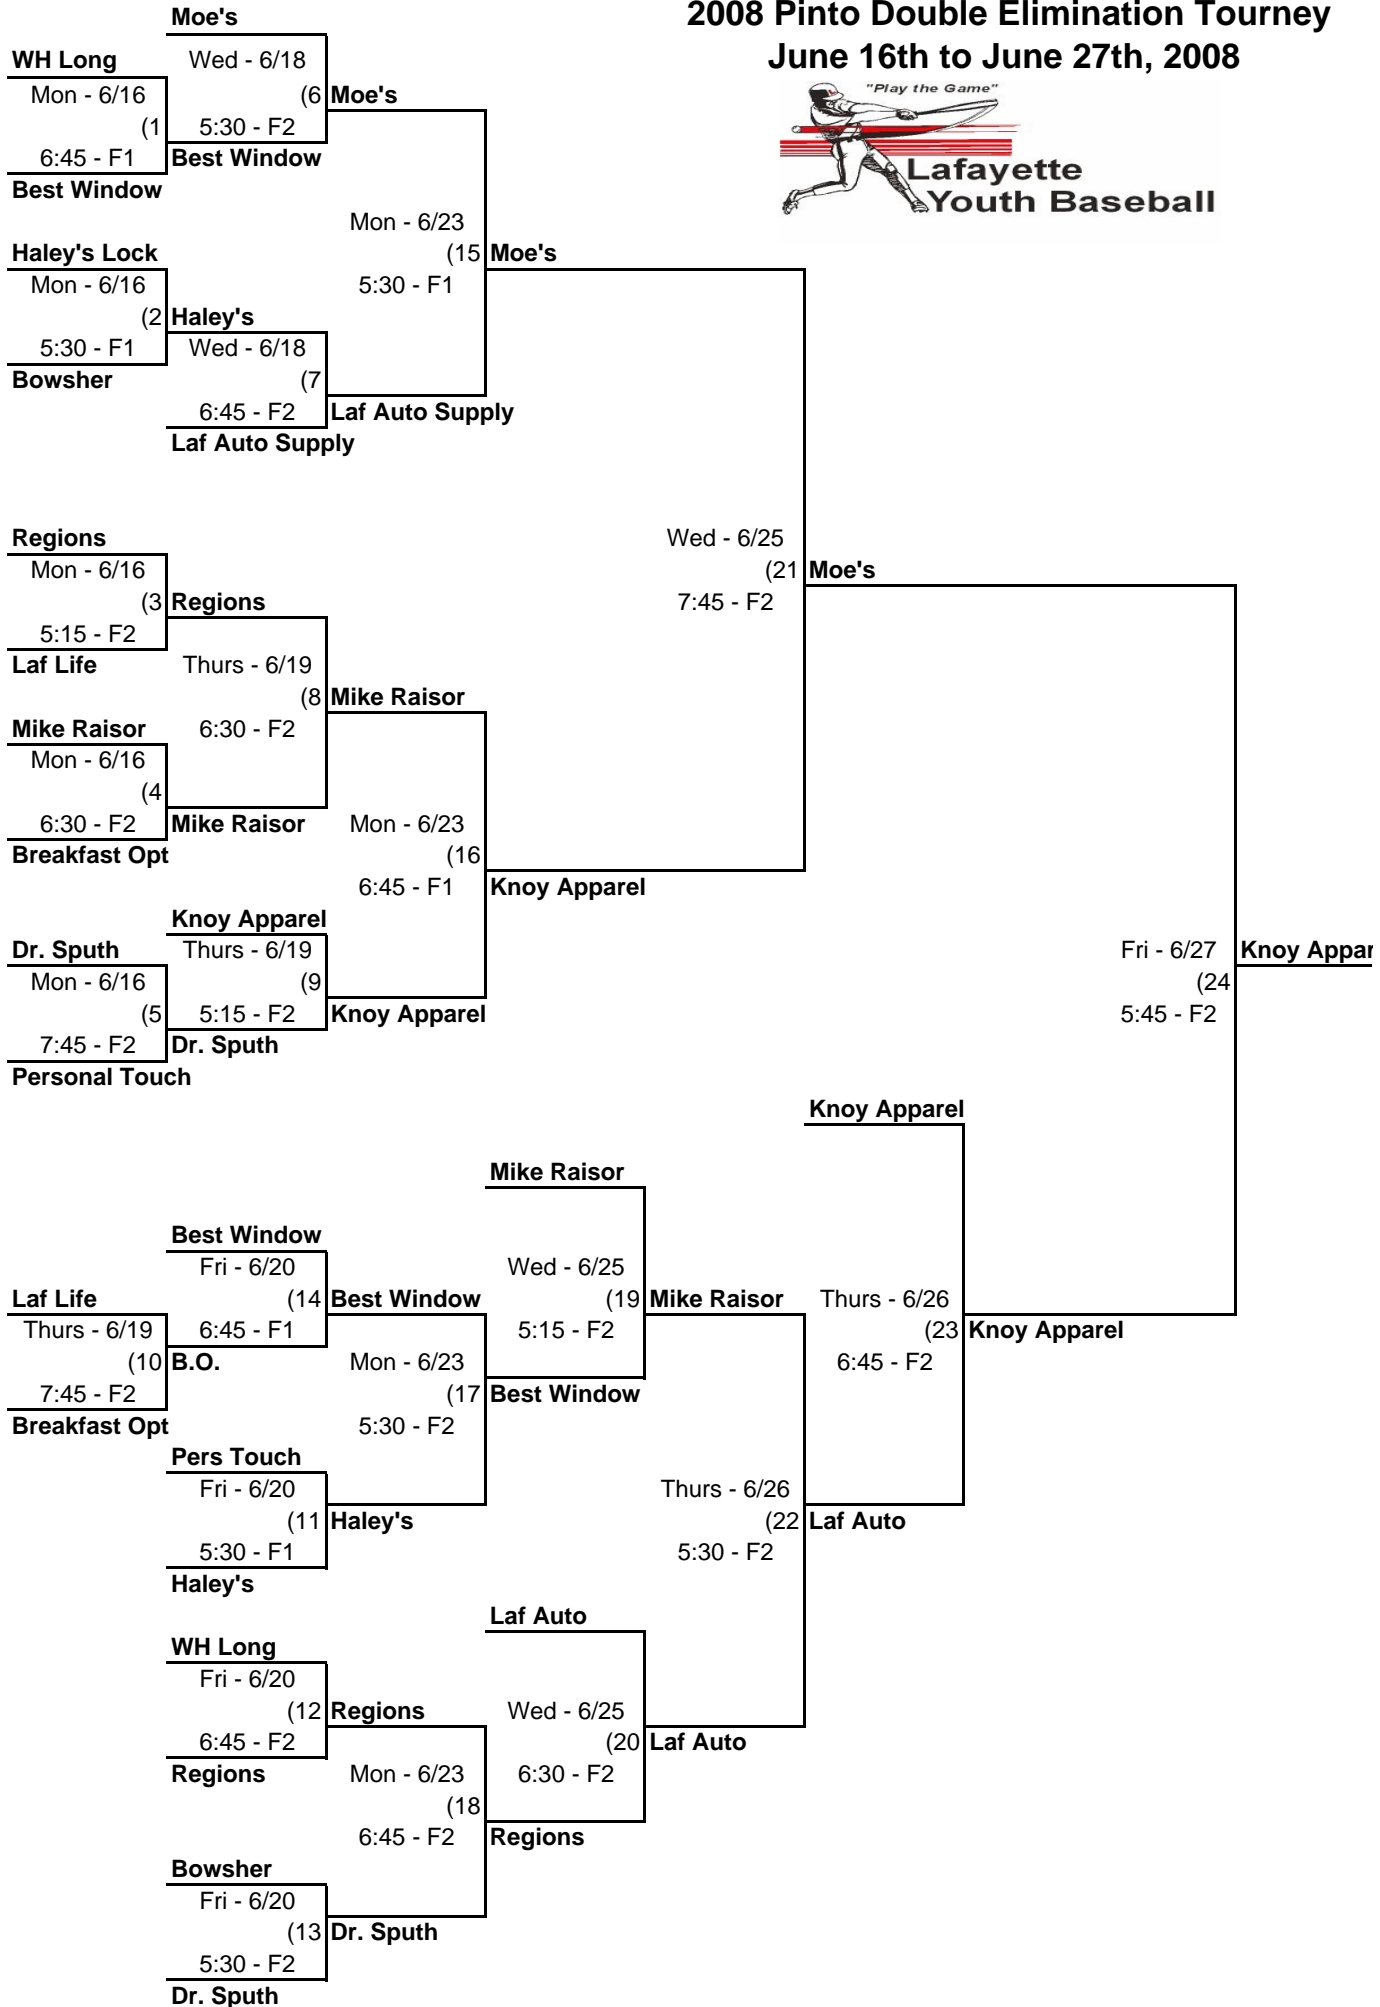 2008 Pinto Double Elimination Tourney
June 16th to June 27th, 2008
"Play the Game"
Lafayette
Youth Baseball
Moe's
WH Long
Wed - 6/18
Mon - 6/16
(6 Moe's
(1
5:30 - F2
6:45 - F1
Best Window
Best Window
Mon - 6/23
Haley's Lock
(15 Moe's
Mon - 6/16
5:30 - F1
(2 Haley's
5:30 - F1
Wed - 6/18
Bowsher
(7
6:45 - F2
Laf Auto Supply
Laf Auto Supply
Regions
Wed - 6/25
Mon - 6/16
(21 Moe's
(3 Regions
7:45 - F2
5:15 - F2
Laf Life
Thurs - 6/19
(8 Mike Raisor
Mike Raisor
6:30 - F2
Mon - 6/16
(4
6:30 - F2
Mike Raisor
Mon - 6/23
Breakfast Opt
(16
6:45 - F1
Knoy Apparel
Knoy Apparel
Dr. Sputh
Thurs - 6/19
Fri - 6/27
Knoy Appar
Mon - 6/16
(9
(24
(5
5:15 - F2
Knoy Apparel
5:45 - F2
7:45 - F2
Dr. Sputh
Personal Touch
Knoy Apparel
Mike Raisor
Best Window
Fri - 6/20
Wed - 6/25
Laf Life
(14 Best Window
(19 Mike Raisor
Thurs - 6/26
Thurs - 6/19
6:45 - F1
5:15 - F2
(23 Knoy Apparel
(10 B.O.
Mon - 6/23
6:45 - F2
7:45 - F2
(17 Best Window
Breakfast Opt
5:30 - F2
Pers Touch
Fri - 6/20
Thurs - 6/26
(11 Haley's
(22 Laf Auto
5:30 - F1
5:30 - F2
Haley's
Laf Auto
WH Long
Fri - 6/20
(12 Regions
Wed - 6/25
6:45 - F2
(20 Laf Auto
Regions
Mon - 6/23
6:30 - F2
(18
6:45 - F2
Regions
Bowsher
Fri - 6/20
(13 Dr. Sputh
5:30 - F2
Dr. Sputh